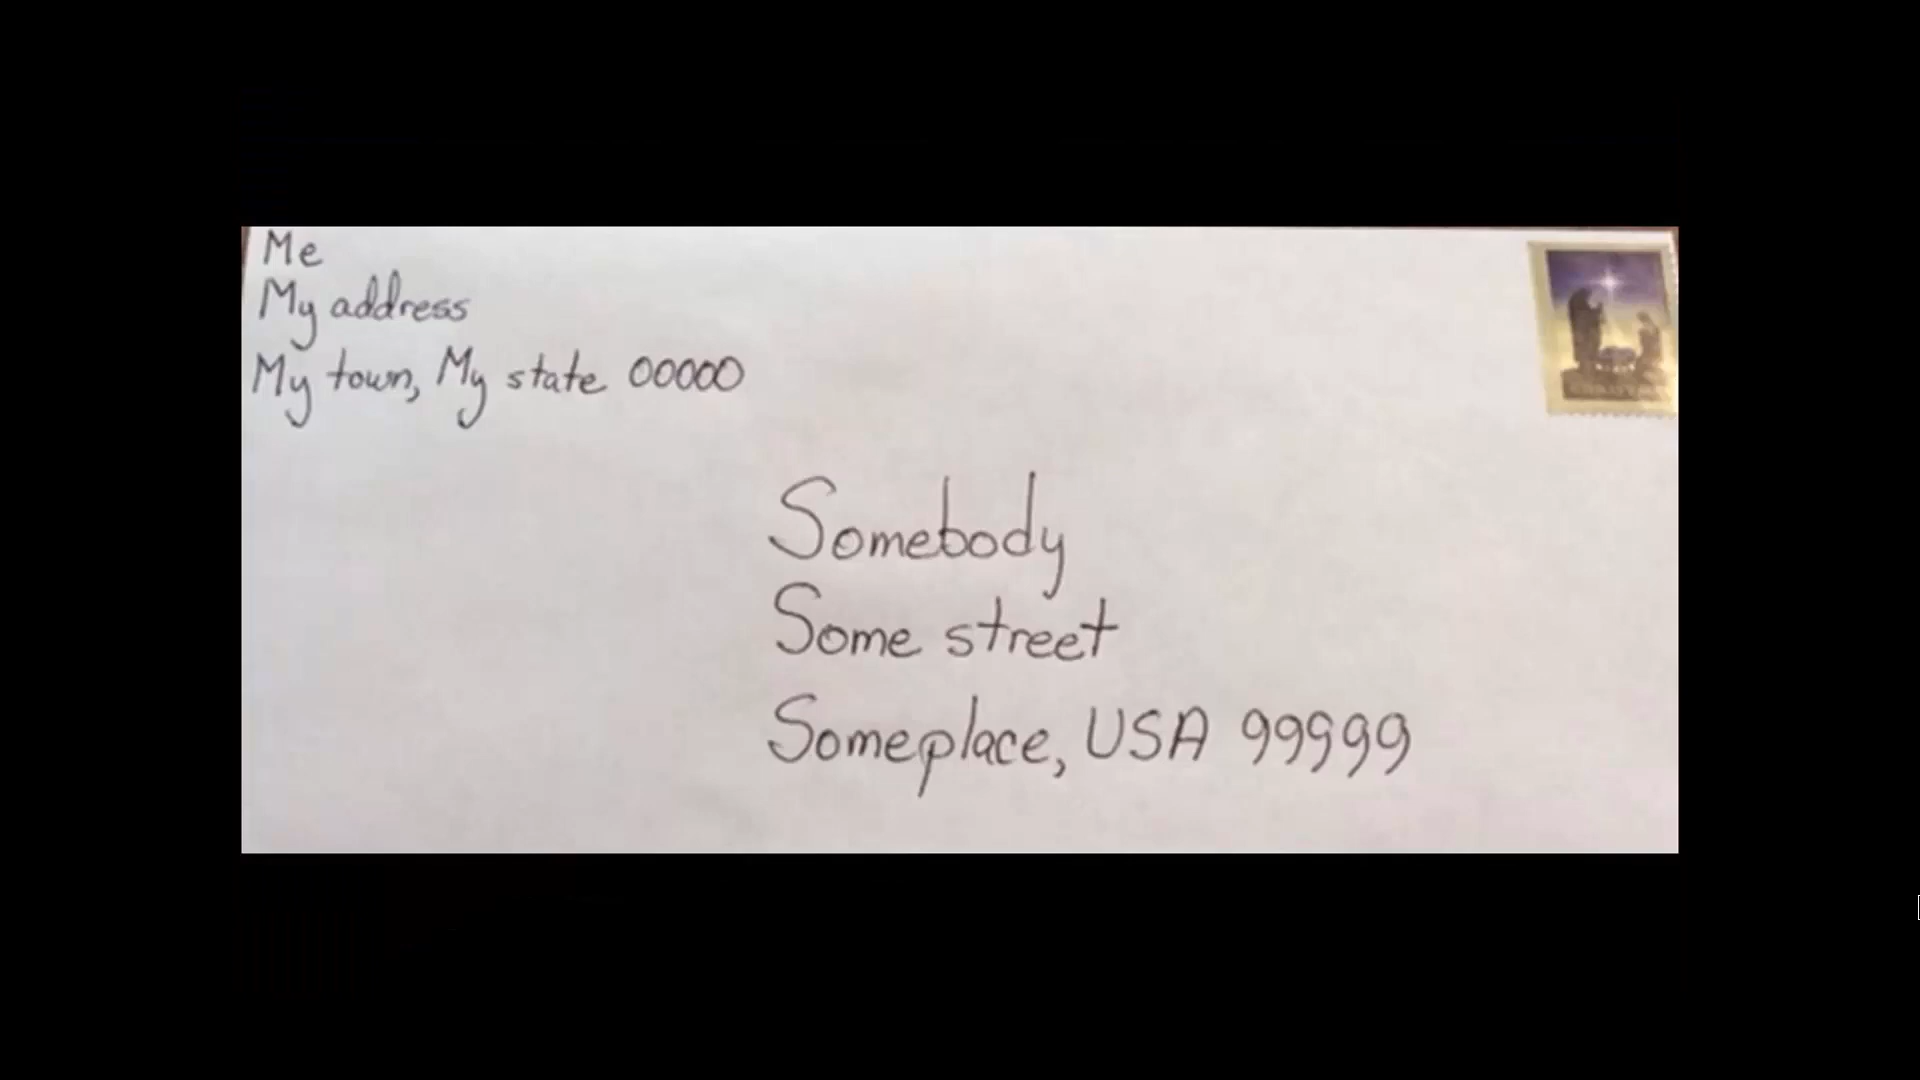 Me
My address
My town, My state 00000
Somebody
Some street
Someplace, USA 99999